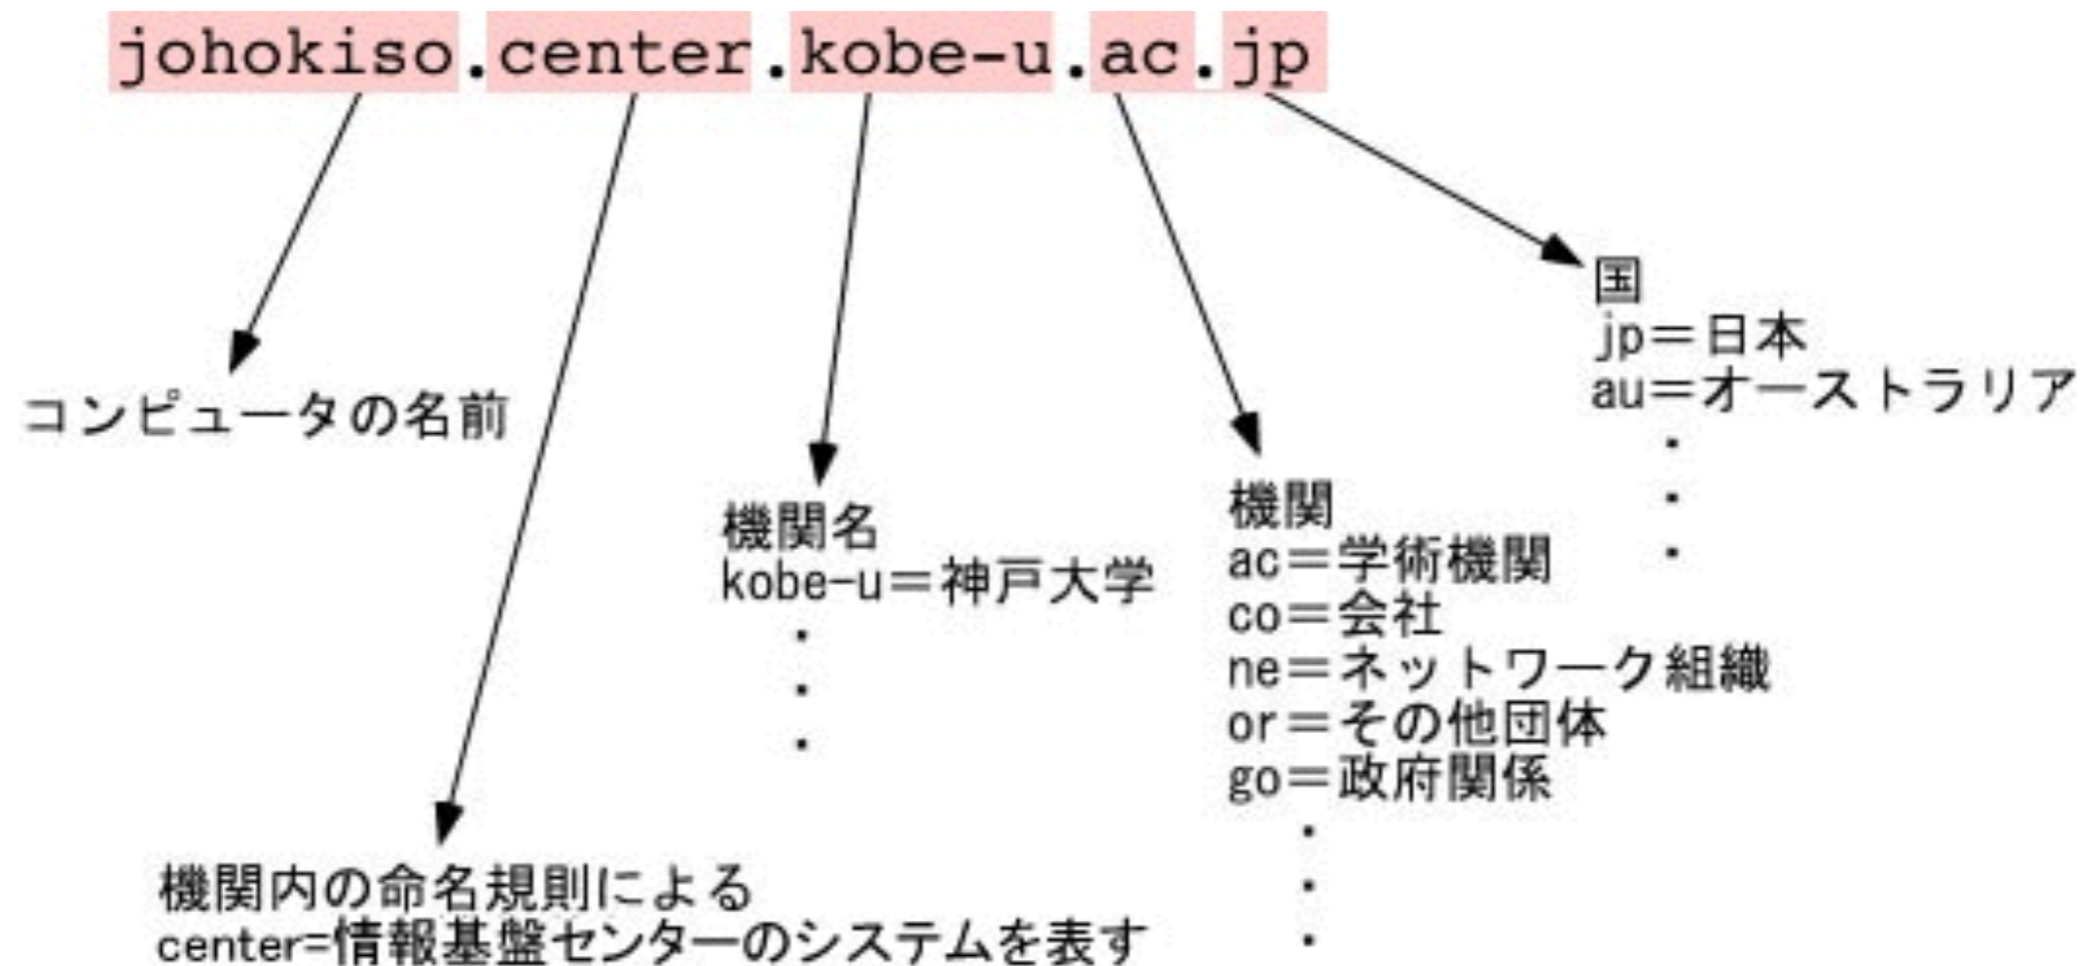 johokiso.center.kobe-u.ac.jp
コンピュータの名前
機関内の命名規則による
center=情報基盤センターのシステムを表す
機関名
kobe-u＝神戸大学
・
・
・
機関
ac＝学術機関
co＝会社
ne＝ネットワーク組織
or＝その他団体
go＝政府関係
・
・
・
国
jp＝日本
au＝オーストラリア
・
・
・